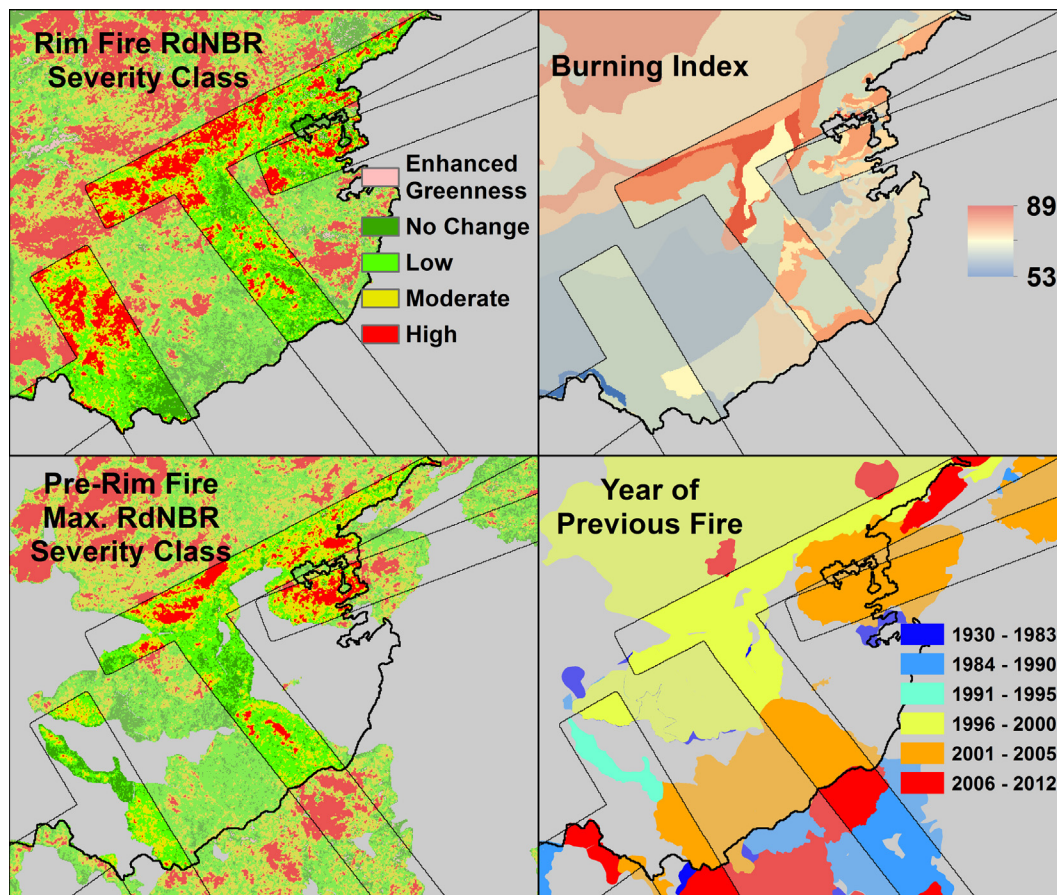 Rim Fire RdNBR
Severity Class
Enhanced
Greenness
No Change
Low
Moderate
High
Burning Index
89
53
Pre-Rim Fire
Max. RdNBR
Severity Class
Year of
Previous Fire
1930 - 1983
1984 - 1990
1991 - 1995
1996 - 2000
2001 - 2005
2006 - 2012